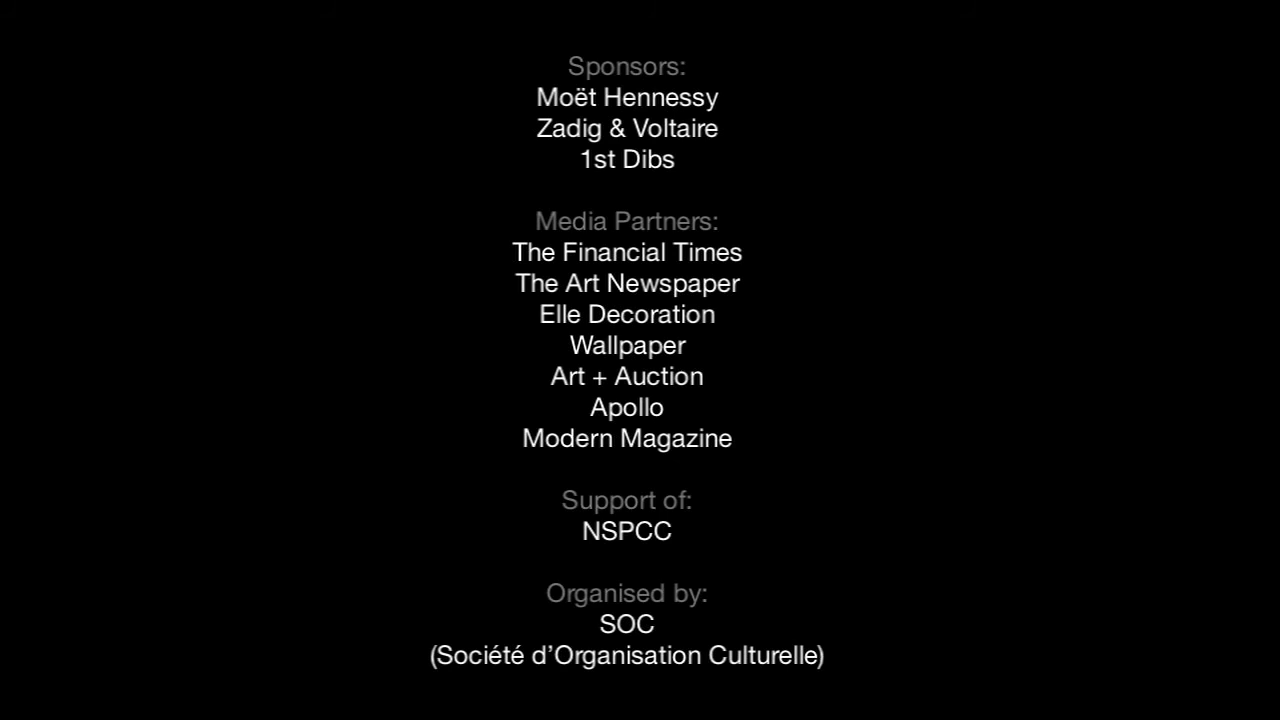 Sponsors:
Moët Hennessy
Zadig & Voltaire
1st Dibs
Media Partners:
The Financial Times
The Art Newspaper
Elle Decoration
Wallpaper
Art + Auction
Apollo
Modern Magazine
Support of:
NSPCC
Organised by:
SOC
(Société d’Organisation Culturelle)